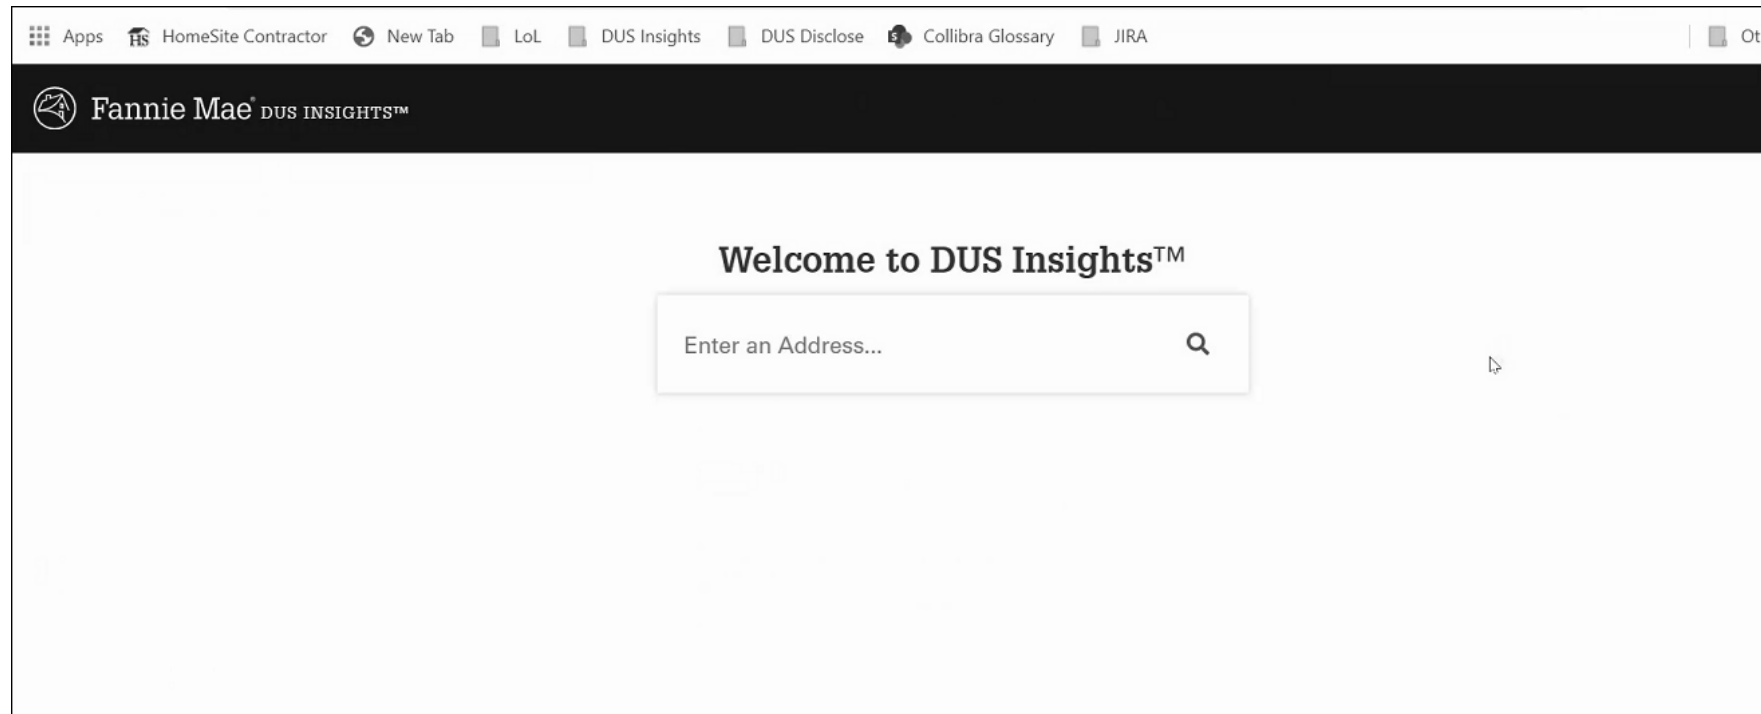 Apps HS HomeSite Contractor New Tab LoL DUS Insights DUS Disclose S Collibra Glossary JIRA
Fannie Mae® DUS INSIGHTS™
Welcome to DUS Insights™
Enter an Address...